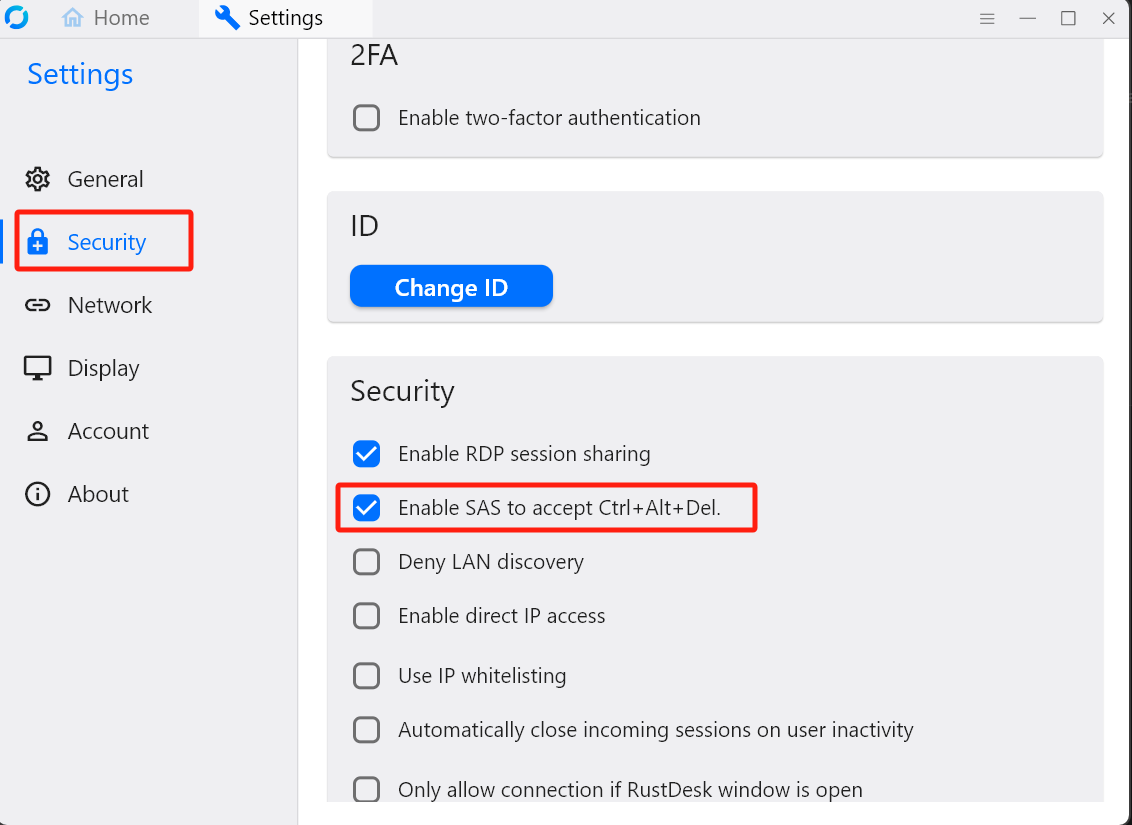 Home
Settings
Settings
General
Security
Network
Display
Account
About
2FA
Enable two-factor authentication
ID
Change ID
Security
Enable RDP session sharing
Enable SAS to accept Ctrl+Alt+Del.
Deny LAN discovery
Enable direct IP access
Use IP whitelisting
Automatically close incoming sessions on user inactivity
Only allow connection if RustDesk window is open